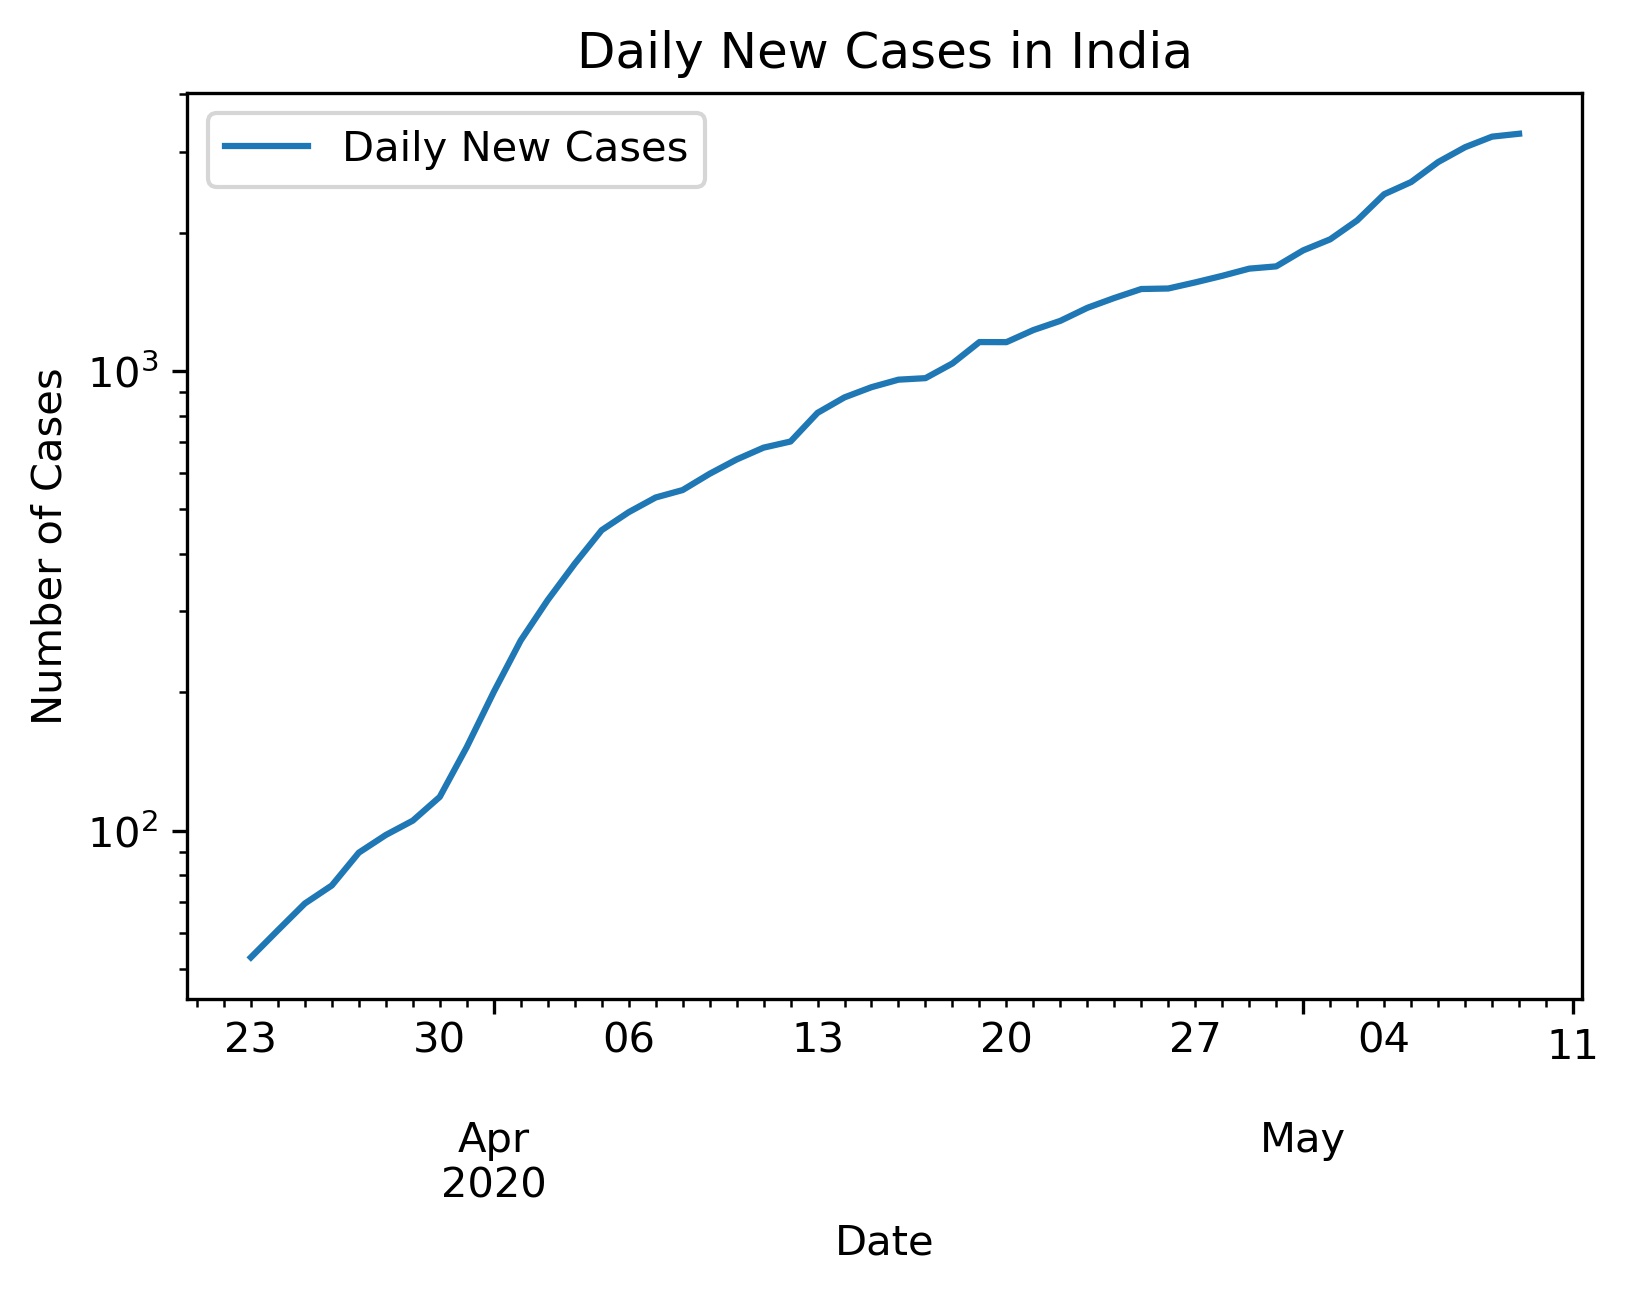 Daily New Cases in India
Daily New Cases
Number of Cases
10³
10²
23 30 06 13 20 27 04 11
Apr May
2020
Date